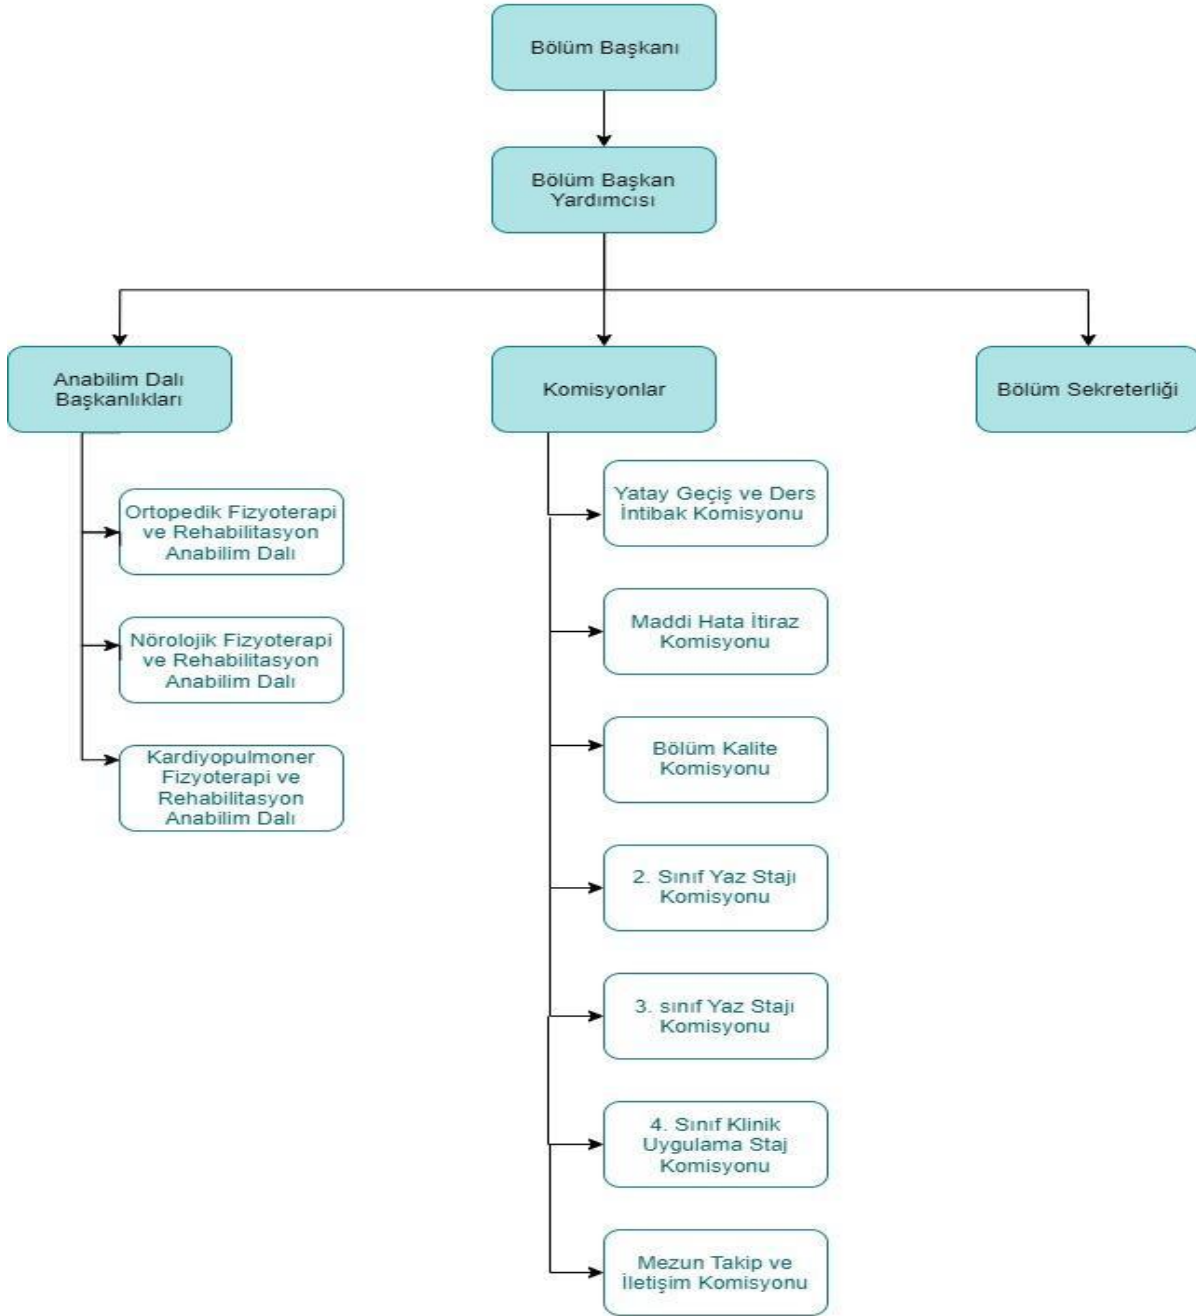 Bölüm Başkanı
Bölüm Başkan
Yardımcısı
Anabilim Dalı
Başkanlıkları
Komisyonlar
Bölüm Sekreterliği
Ortopedik Fizyoterapi
ve Rehabilitasyon
Anabilim Dalı
Nörolojik Fizyoterapi
ve Rehabilitasyon
Anabilim Dalı
Kardiyopulmoner
Fizyoterapi ve
Rehabilitasyon
Anabilim Dalı
Yatay Geçiş ve Ders
İntibak Komisyonu
Maddi Hata İtiraz
Komisyonu
Bölüm Kalite
Komisyonu
2. Sınıf Yaz Stajı
Komisyonu
3. sınıf Yaz Stajı
Komisyonu
4. Sınıf Klinik
Uygulama Staj
Komisyonu
Mezun Takip ve
İletişim Komisyonu